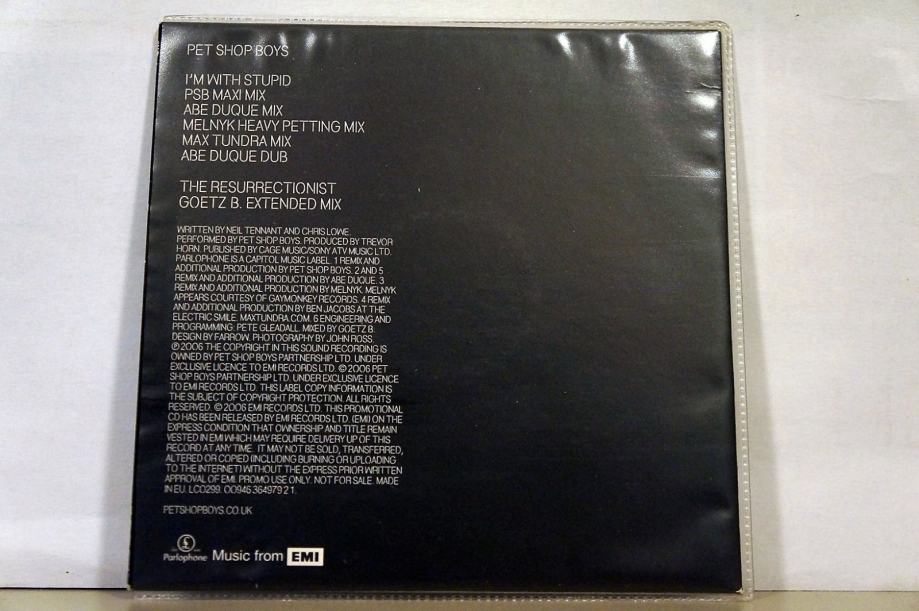 PET SHOP BOYS
I'M WITH STUPID
PSB MAXI MIX
ABE DUQUE MIX
MELNYK HEAVY PETTING MIX
MAX TUNDRA MIX
ABE DUQUE DUB
THE RESURRECTIONIST
GOETZ B. EXTENDED MIX
WRITTEN BY NEIL TENNANT AND CHRIS LOWE.
PERFORMED BY PET SHOP BOYS. PRODUCED BY TREVOR
HORN. PUBLISHED BY CAGE MUSIC/SONY ATV MUSIC LTD.
PARLOPHONE IS A CAPITOL MUSIC LABEL. 1 REMIX AND
ADDITIONAL PRODUCTION BY PET SHOP BOYS. 2 AND 5
REMIX AND ADDITIONAL PRODUCTION BY ABE DUQUE. 3
REMIX AND ADDITIONAL PRODUCTION BY MELNYK. MELNYK
APPEARS COURTESY OF GAYMONKEY RECORDS. 4 REMIX
AND ADDITIONAL PRODUCTION BY BEN JACOBS AT THE
ELECTRIC SMILE. MAXTUNDRA.COM. 6 ENGINEERING AND
PROGRAMMING: PETE GLEADALL. MIXED BY GOETZ B.
DESIGN BY FARROW. PHOTOGRAPHY BY JOHN ROSS.
℗ 2006 THE COPYRIGHT IN THIS SOUND RECORDING IS
OWNED BY PET SHOP BOYS PARTNERSHIP LTD. UNDER
EXCLUSIVE LICENCE TO EMI RECORDS LTD. © 2006 PET
SHOP BOYS PARTNERSHIP LTD. UNDER EXCLUSIVE LICENCE
TO EMI RECORDS LTD. THIS LABEL COPY INFORMATION IS
THE SUBJECT OF COPYRIGHT PROTECTION. ALL RIGHTS
RESERVED. © 2006 EMI RECORDS LTD. THIS PROMOTIONAL
CD HAS BEEN RELEASED BY EMI RECORDS LTD. (EMI) ON THE
EXPRESS CONDITION THAT OWNERSHIP AND TITLE REMAIN
VESTED IN EMI WHICH MAY REQUIRE DELIVERY UP OF THIS
RECORD AT ANY TIME. IT MAY NOT BE SOLD, TRANSFERRED,
ALTERED OR COPIED (INCLUDING BURNING OR UPLOADING
TO THE INTERNET) WITHOUT THE EXPRESS PRIOR WRITTEN
APPROVAL OF EMI. PROMO USE ONLY. NOT FOR SALE. MADE
IN EU. LC0299. 00946 364979 2 1.
PETSHOPBOYS.CO.UK
£ Parlophone Music from EMI